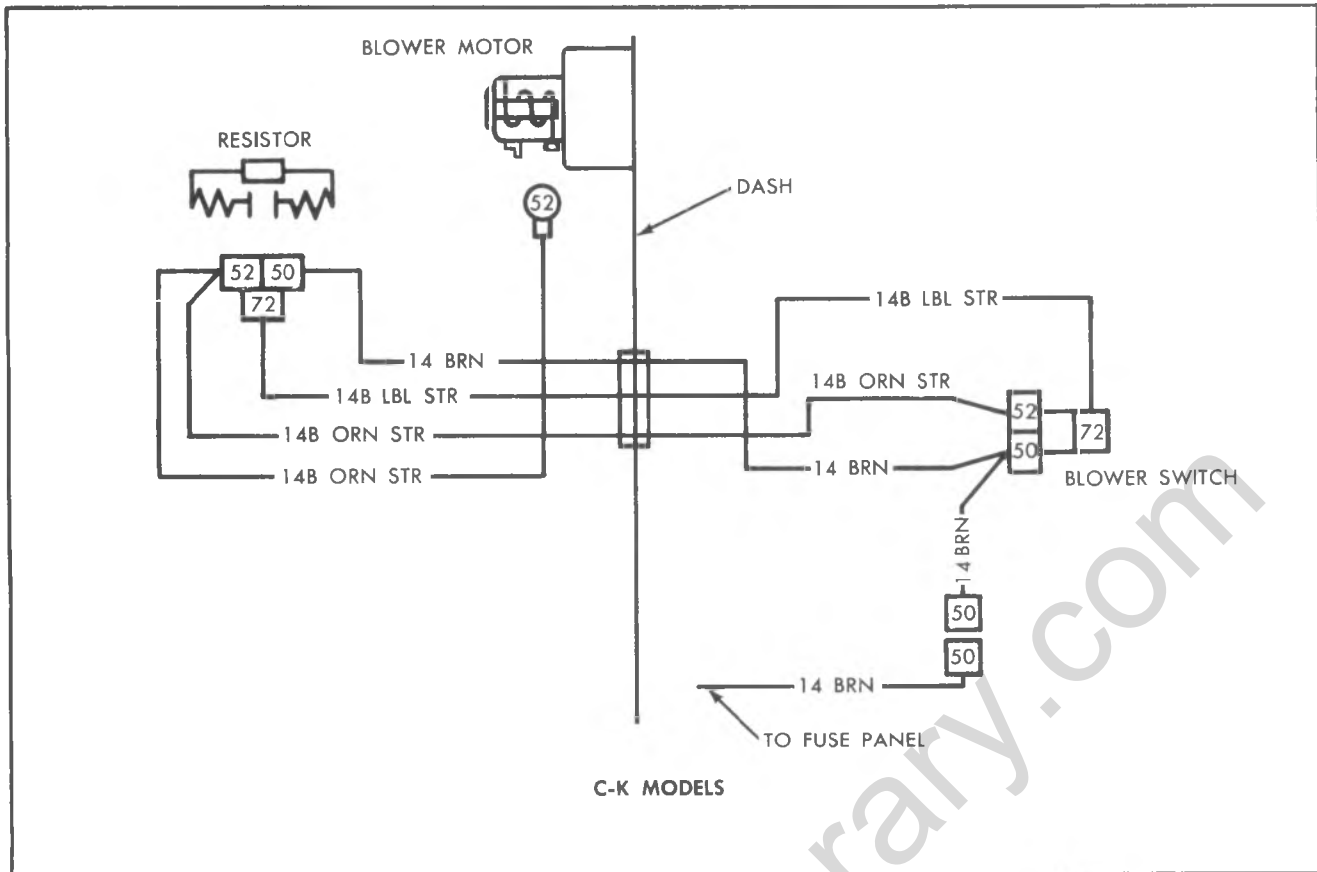 BLOWER MOTOR
RESISTOR
52
DASH
52 50
72
14B LBL STR
14 BRN
14B LBL STR
14B ORN STR
14B ORN STR
14B ORN STR
14 BRN
52
50
72
BLOWER SWITCH
14 BRN
50
50
14 BRN
TO FUSE PANEL
C-K MODELS
rary.com